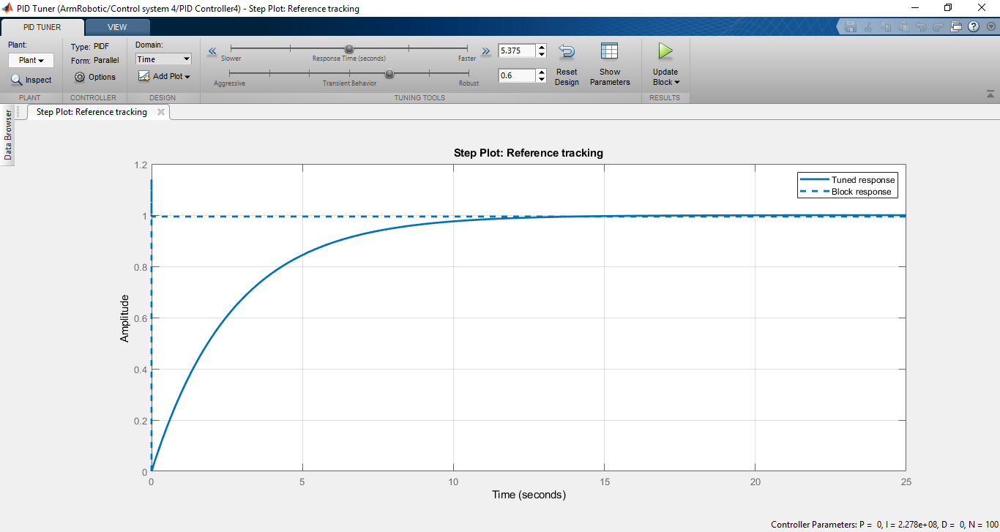 PID Tuner (ArmRobotic/Control system 4/PID Controller4) - Step Plot: Reference tracking
PID TUNER
VIEW
Plant:
Plant
Inspect
PLANT
Type: PIDF
Form: Parallel
Options
CONTROLLER
Domain:
Time
Add Plot
DESIGN
Slower
Response Time (seconds)
Faster
5.375
Aggressive
Transient Behavior
Robust
0.6
Reset
Design
Show
Parameters
TUNING TOOLS
Update
Block
RESULTS
Data Browser
Step Plot: Reference tracking
Step Plot: Reference tracking
Tuned response
Block response
Amplitude
1.2
1
0.8
0.6
0.4
0.2
0
0 5 10 15 20 25
Time (seconds)
Controller Parameters: P = 0, I = 2.278e+08, D = 0, N = 100